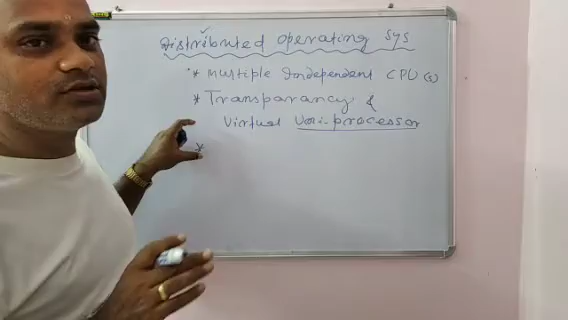 Distributed Operating Sys
* Multiple Independent CPU(s)
* Transparancy &
Virtual Uni-processor
*